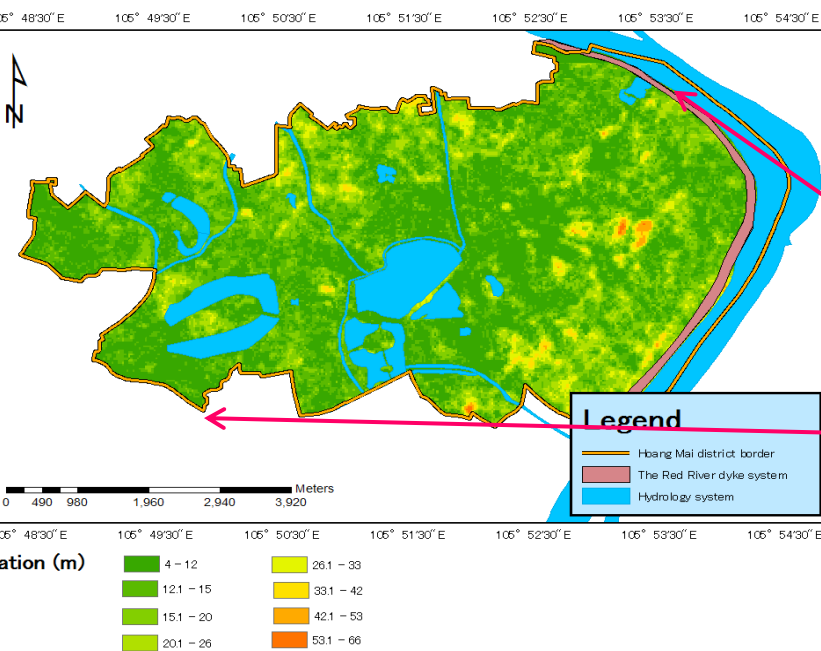 48'30" E 105° 49'30" E 105° 50'30" E 105° 51'30" E 105° 52'30" E 105° 53'30" E 105° 54'30" E
N
Legend
Hoang Mai district border
The Red River dyke system
Hydrology system
Meters
0 490 980 1,960 2,940 3,920
48'30" E 105° 49'30" E 105° 50'30" E 105° 51'30" E 105° 52'30" E 105° 53'30" E 105° 54'30" E
ation (m)
4 - 12
12.1 - 15
15.1 - 20
20.1 - 26
26.1 - 33
33.1 - 42
42.1 - 53
53.1 - 66